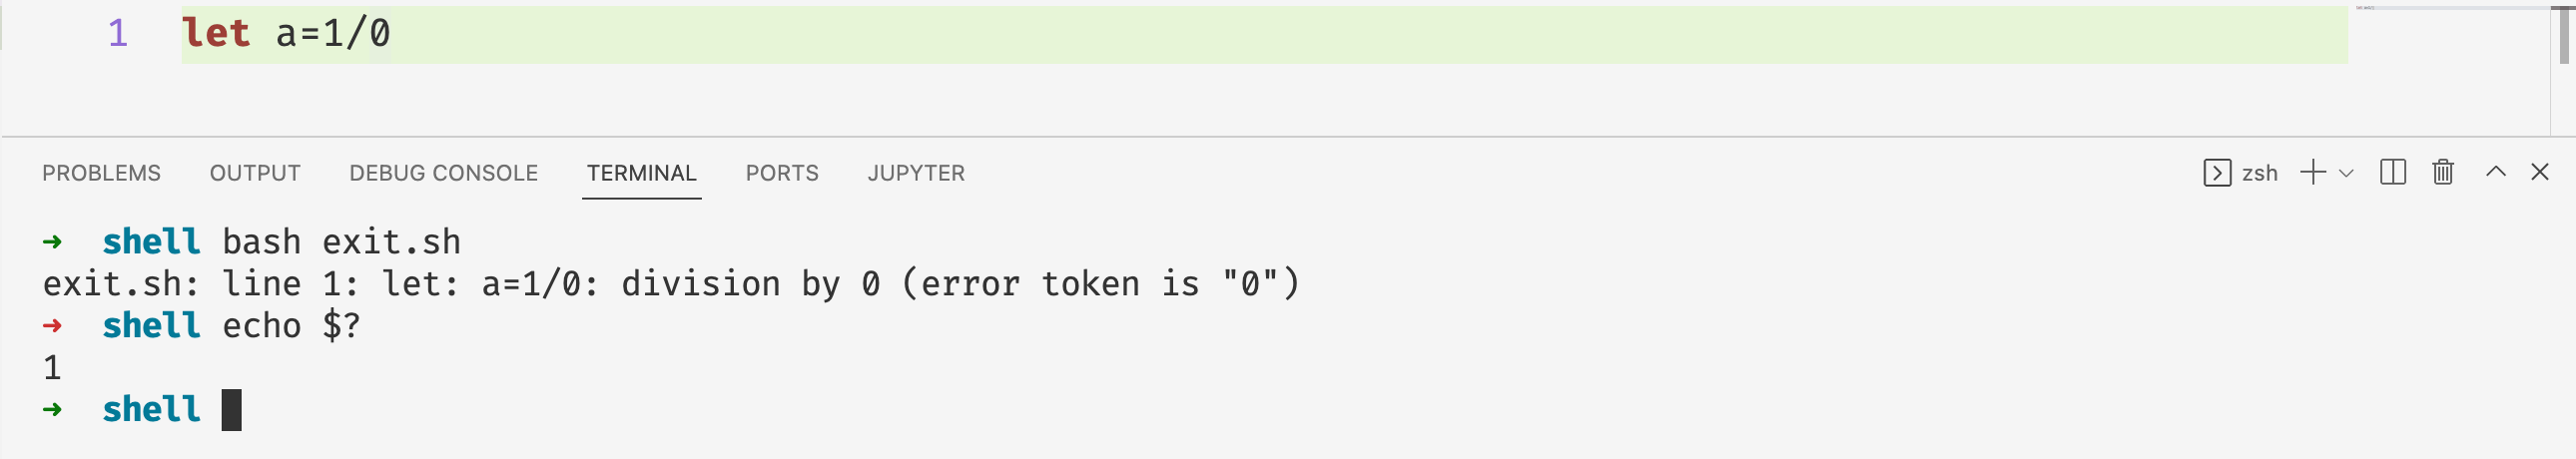 1 let a=1/0
PROBLEMS OUTPUT DEBUG CONSOLE TERMINAL PORTS JUPYTER zsh
➜ shell bash exit.sh
exit.sh: line 1: let: a=1/0: division by 0 (error token is "0")
➜ shell echo $?
1
➜ shell